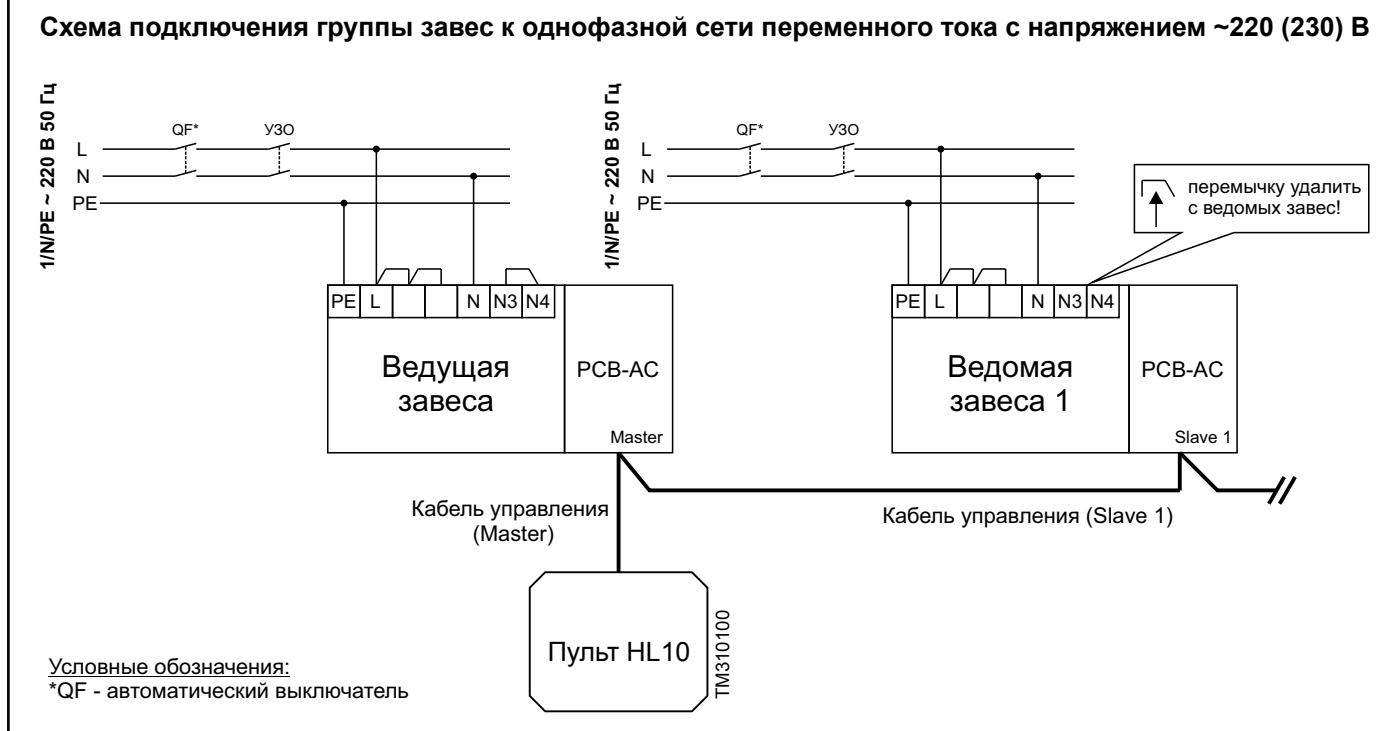 Схема подключения группы завес к однофазной сети переменного тока с напряжением ~220 (230) В
1/N/PE ~ 220 В 50 Гц
QF*
УЗО
L
N
PE
PE L N N3 N4
Ведущая
завеса
PCB-AC
Master
1/N/PE ~ 220 В 50 Гц
QF*
УЗО
L
N
PE
перемычку удалить
с ведомых завес!
PE L N N3 N4
Ведомая
завеса 1
PCB-AC
Slave 1
Кабель управления
(Master)
Кабель управления (Slave 1)
Пульт HL10
TM310100
Условные обозначения:
*QF - автоматический выключатель